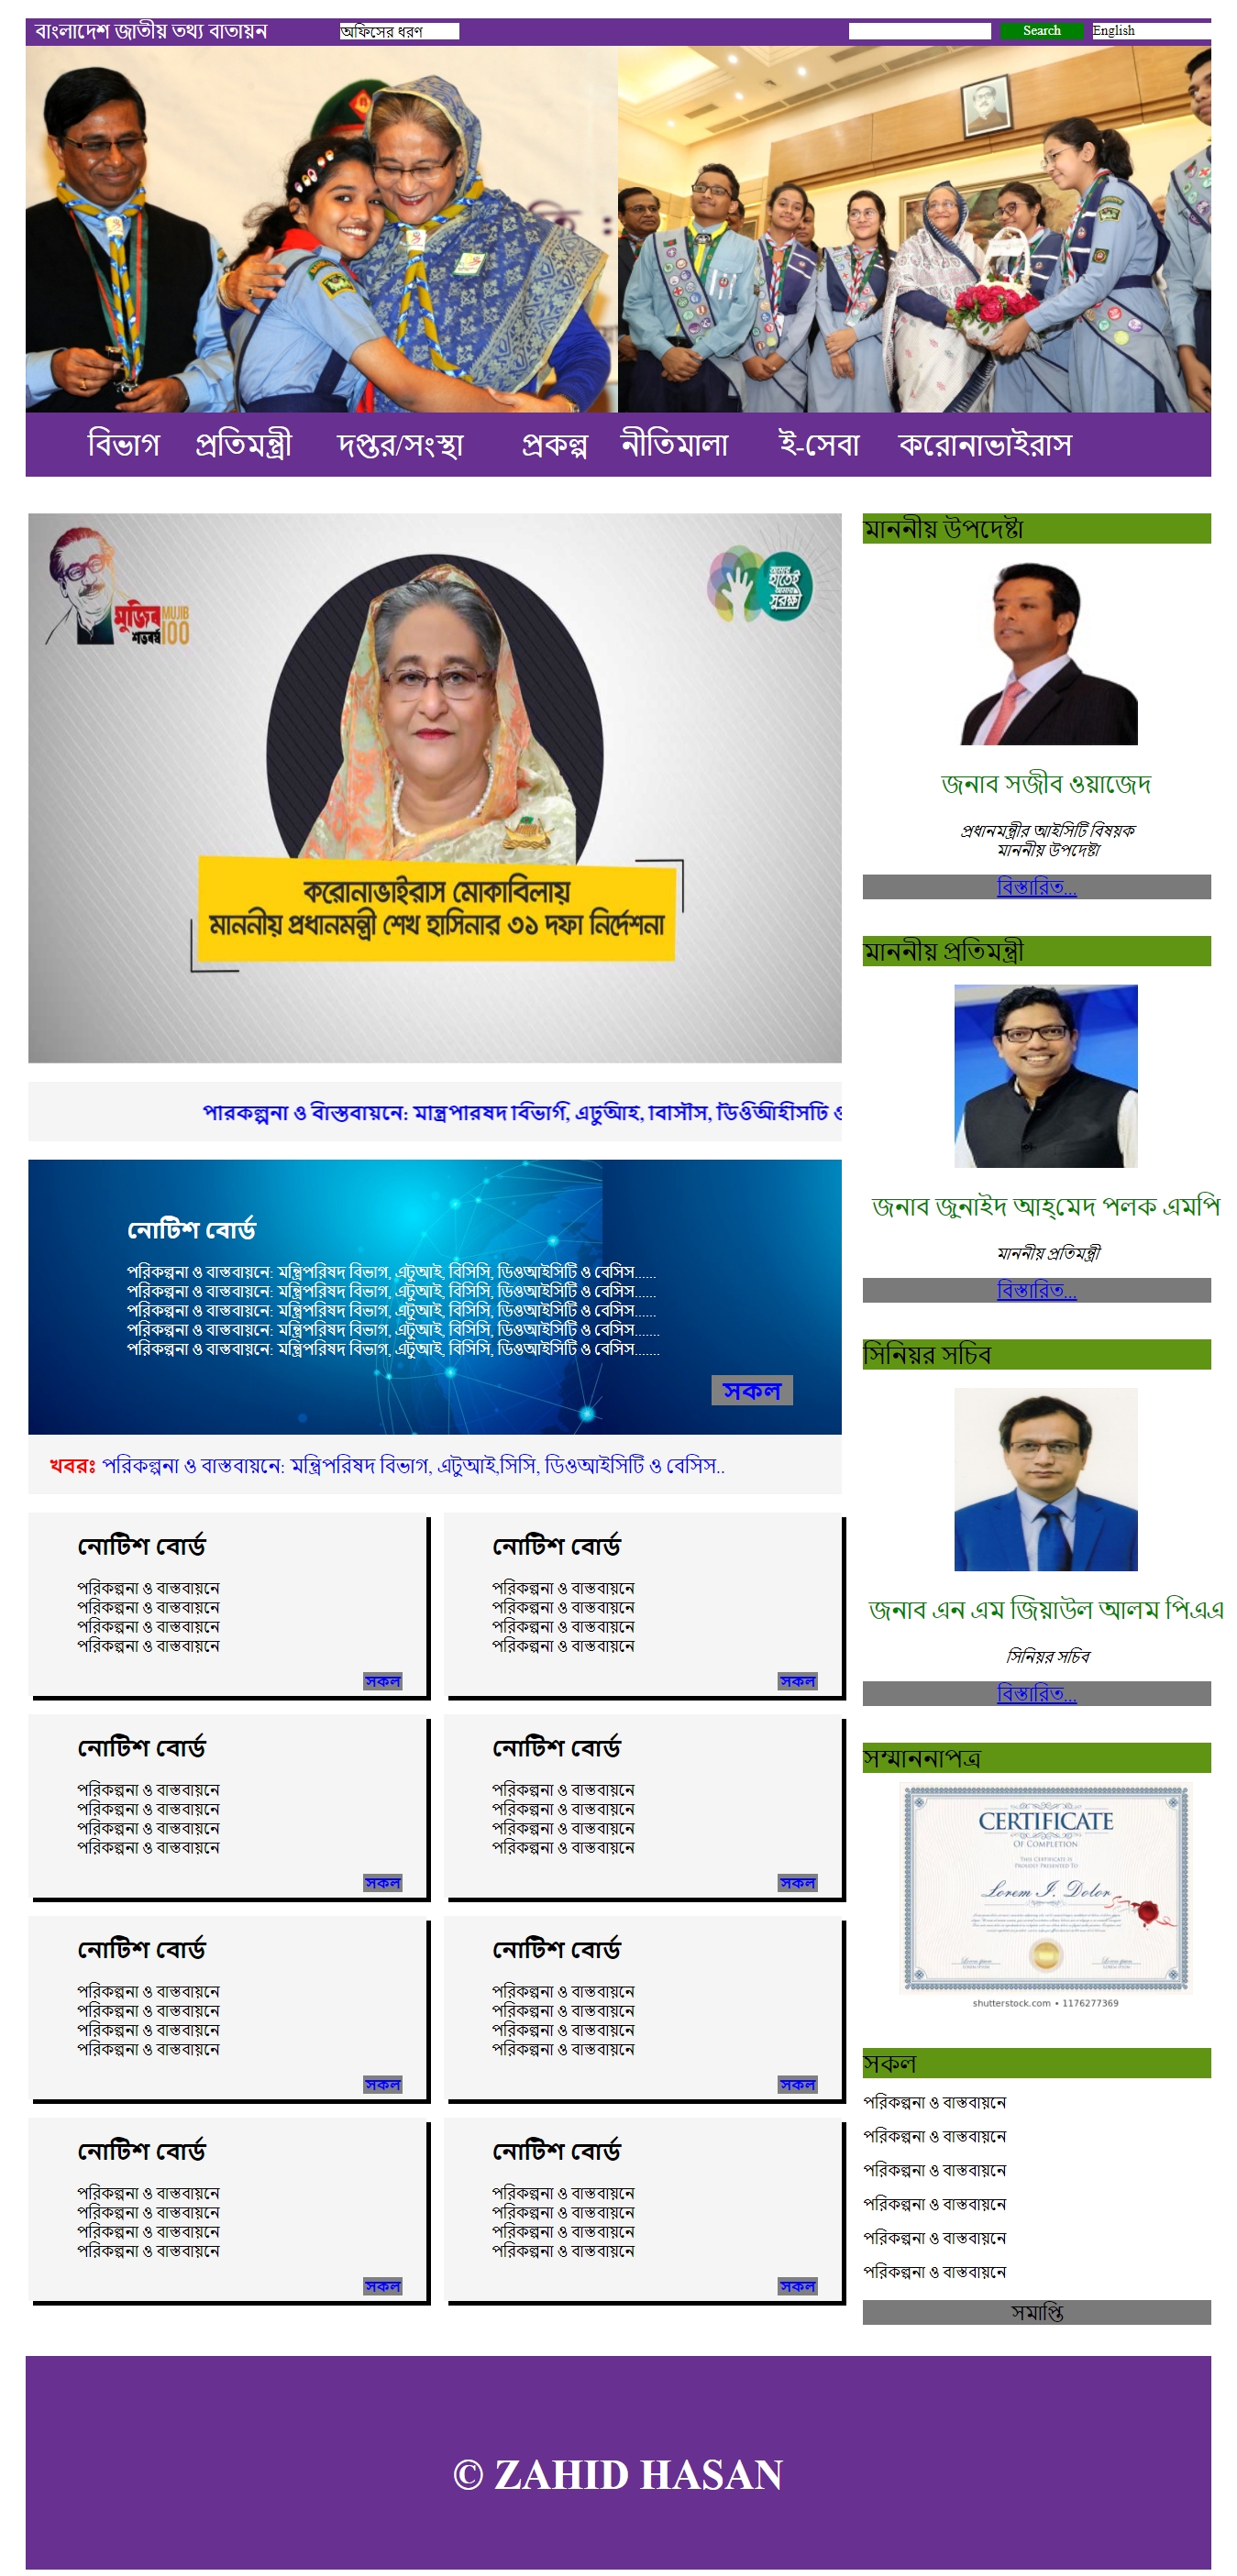 বাংলাদেশ জাতীয় তথ্য বাতায়ন
অফিসের ধরণ
Search
English
বিভাগ প্রতিমন্ত্রী দপ্তর/সংস্থা প্রকল্প নীতিমালা ই-সেবা করোনাভাইরাস
মুজিব শতবর্ষ
MUJIB 100
আমার হাতেই আমার সুরক্ষা
করোনাভাইরাস মোকাবিলায়
মাননীয় প্রধানমন্ত্রী শেখ হাসিনার ৩১ দফা নির্দেশনা
পরিকল্পনা ও বাস্তবায়নে: মন্ত্রিপরিষদ বিভাগ, এটুআই, বিসিসি, ডিওআইসিটি ও
নোটিশ বোর্ড
পরিকল্পনা ও বাস্তবায়নে: মন্ত্রিপরিষদ বিভাগ, এটুআই, বিসিসি, ডিওআইসিটি ও বেসিস......
পরিকল্পনা ও বাস্তবায়নে: মন্ত্রিপরিষদ বিভাগ, এটুআই, বিসিসি, ডিওআইসিটি ও বেসিস......
পরিকল্পনা ও বাস্তবায়নে: মন্ত্রিপরিষদ বিভাগ, এটুআই, বিসিসি, ডিওআইসিটি ও বেসিস......
পরিকল্পনা ও বাস্তবায়নে: মন্ত্রিপরিষদ বিভাগ, এটুআই, বিসিসি, ডিওআইসিটি ও বেসিস.......
পরিকল্পনা ও বাস্তবায়নে: মন্ত্রিপরিষদ বিভাগ, এটুআই, বিসিসি, ডিওআইসিটি ও বেসিস.......
সকল
খবরঃ পরিকল্পনা ও বাস্তবায়নে: মন্ত্রিপরিষদ বিভাগ, এটুআই,সিসি, ডিওআইসিটি ও বেসিস..
নোটিশ বোর্ড
পরিকল্পনা ও বাস্তবায়নে
পরিকল্পনা ও বাস্তবায়নে
পরিকল্পনা ও বাস্তবায়নে
পরিকল্পনা ও বাস্তবায়নে
সকল
নোটিশ বোর্ড
পরিকল্পনা ও বাস্তবায়নে
পরিকল্পনা ও বাস্তবায়নে
পরিকল্পনা ও বাস্তবায়নে
পরিকল্পনা ও বাস্তবায়নে
সকল
নোটিশ বোর্ড
পরিকল্পনা ও বাস্তবায়নে
পরিকল্পনা ও বাস্তবায়নে
পরিকল্পনা ও বাস্তবায়নে
পরিকল্পনা ও বাস্তবায়নে
সকল
নোটিশ বোর্ড
পরিকল্পনা ও বাস্তবায়নে
পরিকল্পনা ও বাস্তবায়নে
পরিকল্পনা ও বাস্তবায়নে
পরিকল্পনা ও বাস্তবায়নে
সকল
নোটিশ বোর্ড
পরিকল্পনা ও বাস্তবায়নে
পরিকল্পনা ও বাস্তবায়নে
পরিকল্পনা ও বাস্তবায়নে
পরিকল্পনা ও বাস্তবায়নে
সকল
নোটিশ বোর্ড
পরিকল্পনা ও বাস্তবায়নে
পরিকল্পনা ও বাস্তবায়নে
পরিকল্পনা ও বাস্তবায়নে
পরিকল্পনা ও বাস্তবায়নে
সকল
নোটিশ বোর্ড
পরিকল্পনা ও বাস্তবায়নে
পরিকল্পনা ও বাস্তবায়নে
পরিকল্পনা ও বাস্তবায়নে
পরিকল্পনা ও বাস্তবায়নে
সকল
নোটিশ বোর্ড
পরিকল্পনা ও বাস্তবায়নে
পরিকল্পনা ও বাস্তবায়নে
পরিকল্পনা ও বাস্তবায়নে
পরিকল্পনা ও বাস্তবায়নে
সকল
মাননীয় উপদেষ্টা
জনাব সজীব ওয়াজেদ
প্রধানমন্ত্রীর আইসিটি বিষয়ক
মাননীয় উপদেষ্টা
বিস্তারিত...
মাননীয় প্রতিমন্ত্রী
জনাব জুনাইদ আহ্‌মেদ পলক এমপি
মাননীয় প্রতিমন্ত্রী
বিস্তারিত...
সিনিয়র সচিব
জনাব এন এম জিয়াউল আলম পিএএ
সিনিয়র সচিব
বিস্তারিত...
সম্মাননাপত্র
CERTIFICATE
OF COMPLETION
THIS CERTIFICATE IS
PROUDLY PRESENTED TO
Lorem I. Dolor
shutterstock.com • 1176277369
সকল
পরিকল্পনা ও বাস্তবায়নে
পরিকল্পনা ও বাস্তবায়নে
পরিকল্পনা ও বাস্তবায়নে
পরিকল্পনা ও বাস্তবায়নে
পরিকল্পনা ও বাস্তবায়নে
পরিকল্পনা ও বাস্তবায়নে
সমাপ্তি
© ZAHID HASAN